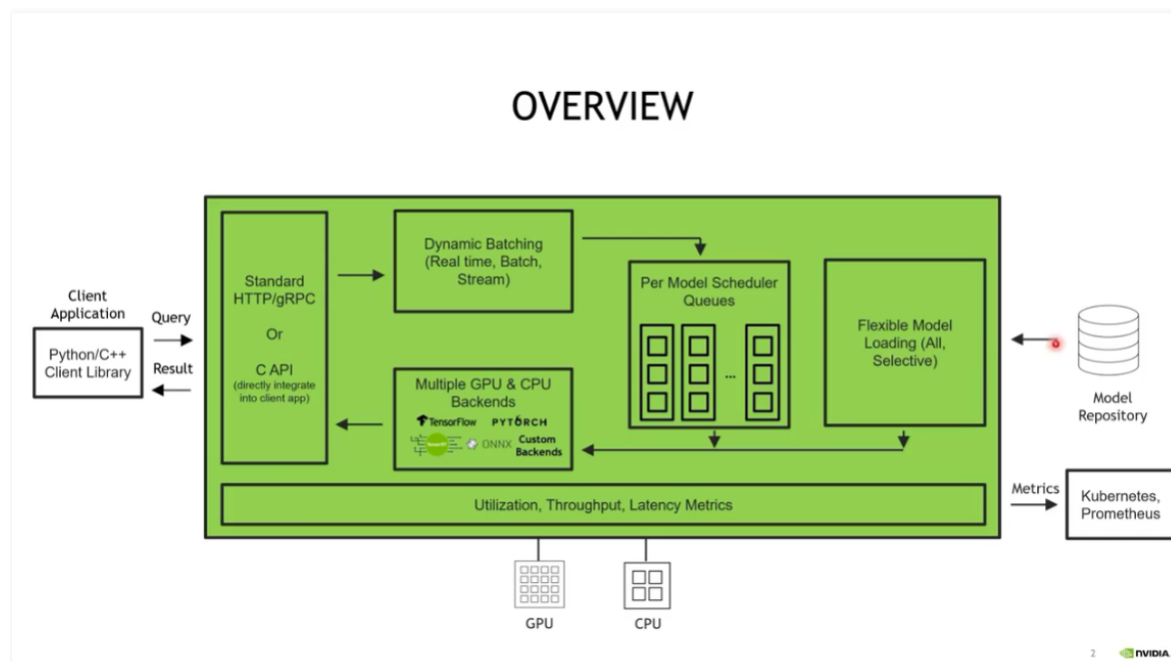 OVERVIEW
Client
Application
Python/C++
Client Library
Query
Result
Standard
HTTP/gRPC
Or
C API
(directly integrate
into client app)
Dynamic Batching
(Real time, Batch,
Stream)
Per Model Scheduler
Queues
...
Flexible Model
Loading (All,
Selective)
Multiple GPU & CPU
Backends
TensorFlow PYTORCH
ONNX Custom
Backends
Model
Repository
Utilization, Throughput, Latency Metrics
Metrics
Kubernetes,
Prometheus
GPU
CPU
2
NVIDIA